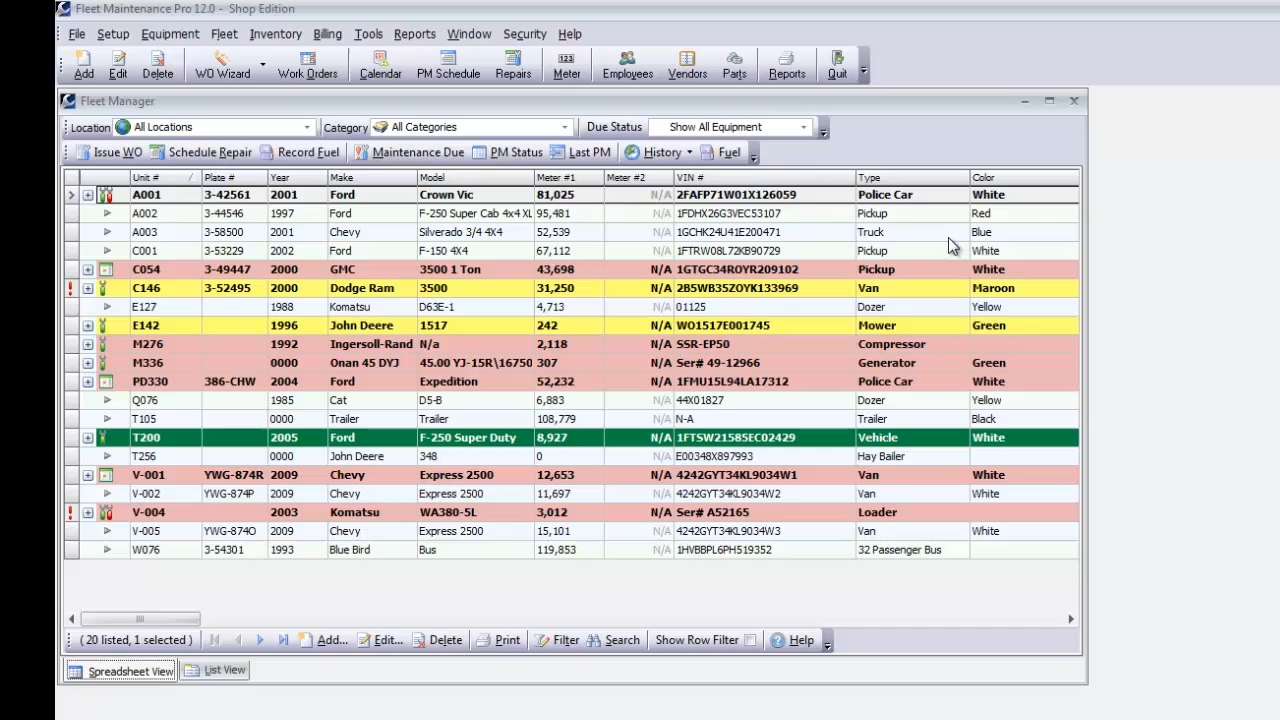 Fleet Maintenance Pro 12.0 - Shop Edition
File Setup Equipment Fleet Inventory Billing Tools Reports Window Security Help
Add Edit Delete WO Wizard Work Orders Calendar PM Schedule Repairs 123 Meter Employees Vendors Parts Reports Quit
Fleet Manager
Location All Locations Category All Categories Due Status Show All Equipment
Issue WO Schedule Repair Record Fuel Maintenance Due PM Status Last PM History Fuel
Unit # / Plate # Year Make Model Meter #1 Meter #2 VIN # Type Color
A001 3-42561 2001 Ford Crown Vic 81,025 N/A 2FAFP71W01X126059 Police Car White
A002 3-44546 1997 Ford F-250 Super Cab 4x4 XL 95,481 N/A 1FDHX26G3VEC53107 Pickup Red
A003 3-58500 2001 Chevy Silverado 3/4 4X4 52,539 N/A 1GCHK24U41E200471 Truck Blue
C001 3-53229 2002 Ford F-150 4X4 67,112 N/A 1FTRW08L72KB90729 Pickup White
C054 3-49447 2000 GMC 3500 1 Ton 43,698 N/A 1GTGC34ROYR209102 Pickup White
! C146 3-52495 2000 Dodge Ram 3500 31,250 N/A 2B5WB35ZOYK133969 Van Maroon
E127 1988 Komatsu D63E-1 4,713 N/A 01125 Dozer Yellow
E142 1996 John Deere 1517 242 N/A WO1517E001745 Mower Green
M276 1992 Ingersoll-Rand N/a 2,118 N/A SSR-EP50 Compressor
M336 0000 Onan 45 DYJ 45.00 YJ-15R\16750 307 N/A Ser# 49-12966 Generator Green
PD330 386-CHW 2004 Ford Expedition 52,232 N/A 1FMU15L94LA17312 Police Car White
Q076 1985 Cat D5-B 6,883 N/A 44X01827 Dozer Yellow
T105 0000 Trailer Trailer 108,779 N/A N-A Trailer Black
T200 2005 Ford F-250 Super Duty 8,927 N/A 1FTSW21585EC02429 Vehicle White
T256 0000 John Deere 348 0 N/A E00348X897993 Hay Bailer
V-001 YWG-874R 2009 Chevy Express 2500 12,653 N/A 4242GYT34KL9034W1 Van White
V-002 YWG-874P 2009 Chevy Express 2500 11,697 N/A 4242GYT34KL9034W2 Van White
! V-004 2003 Komatsu WA380-5L 3,012 N/A Ser# A52165 Loader
V-005 YWG-874O 2009 Chevy Express 2500 15,101 N/A 4242GYT34KL9034W3 Van White
W076 3-54301 1993 Blue Bird Bus 119,853 N/A 1HVBBPL6PH519352 32 Passenger Bus
( 20 listed, 1 selected ) Add... Edit... Delete Print Filter Search Show Row Filter Help
Spreadsheet View List View